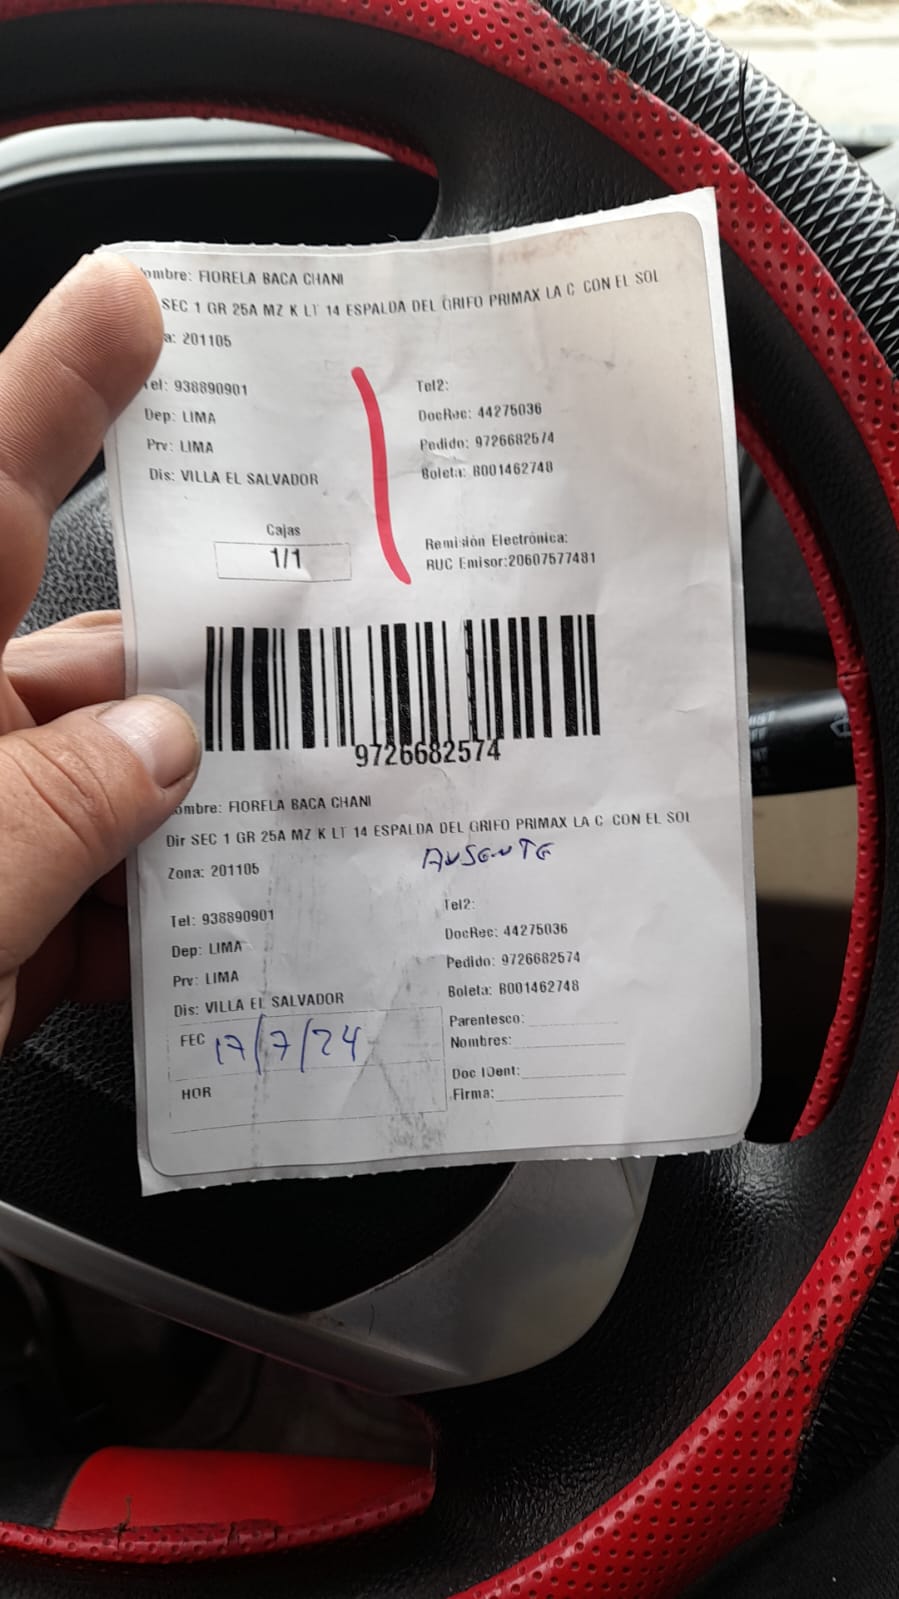 ombre: FIORELA BACA CHANI
SEC 1 GR 25A MZ K LT 14 ESPALDA DEL GRIFO PRIMAX LA C CON EL SOL
a: 201105
Tel: 938890901
Tel2:
Dep: LIMA
DocRec: 44275036
Prv: LIMA
Pedido: 9726682574
Dis: VILLA EL SALVADOR
Boleta: B001462748
Cajas
1/1
Remisión Electrónica:
RUC Emisor:20607577481
9726682574
ombre: FIORELA BACA CHANI
Dir SEC 1 GR 25A MZ K LT 14 ESPALDA DEL GRIFO PRIMAX LA C CON EL SOL
AUSENTE
Zona: 201105
Tel: 938890901
Tel2:
Dep: LIMA
DocRec: 44275036
Prv: LIMA
Pedido: 9726682574
Dis: VILLA EL SALVADOR
Boleta: B001462748
FEC 17/7/24
Parentesco:
Nombres:
HOR
Doc IDent:
Firma: